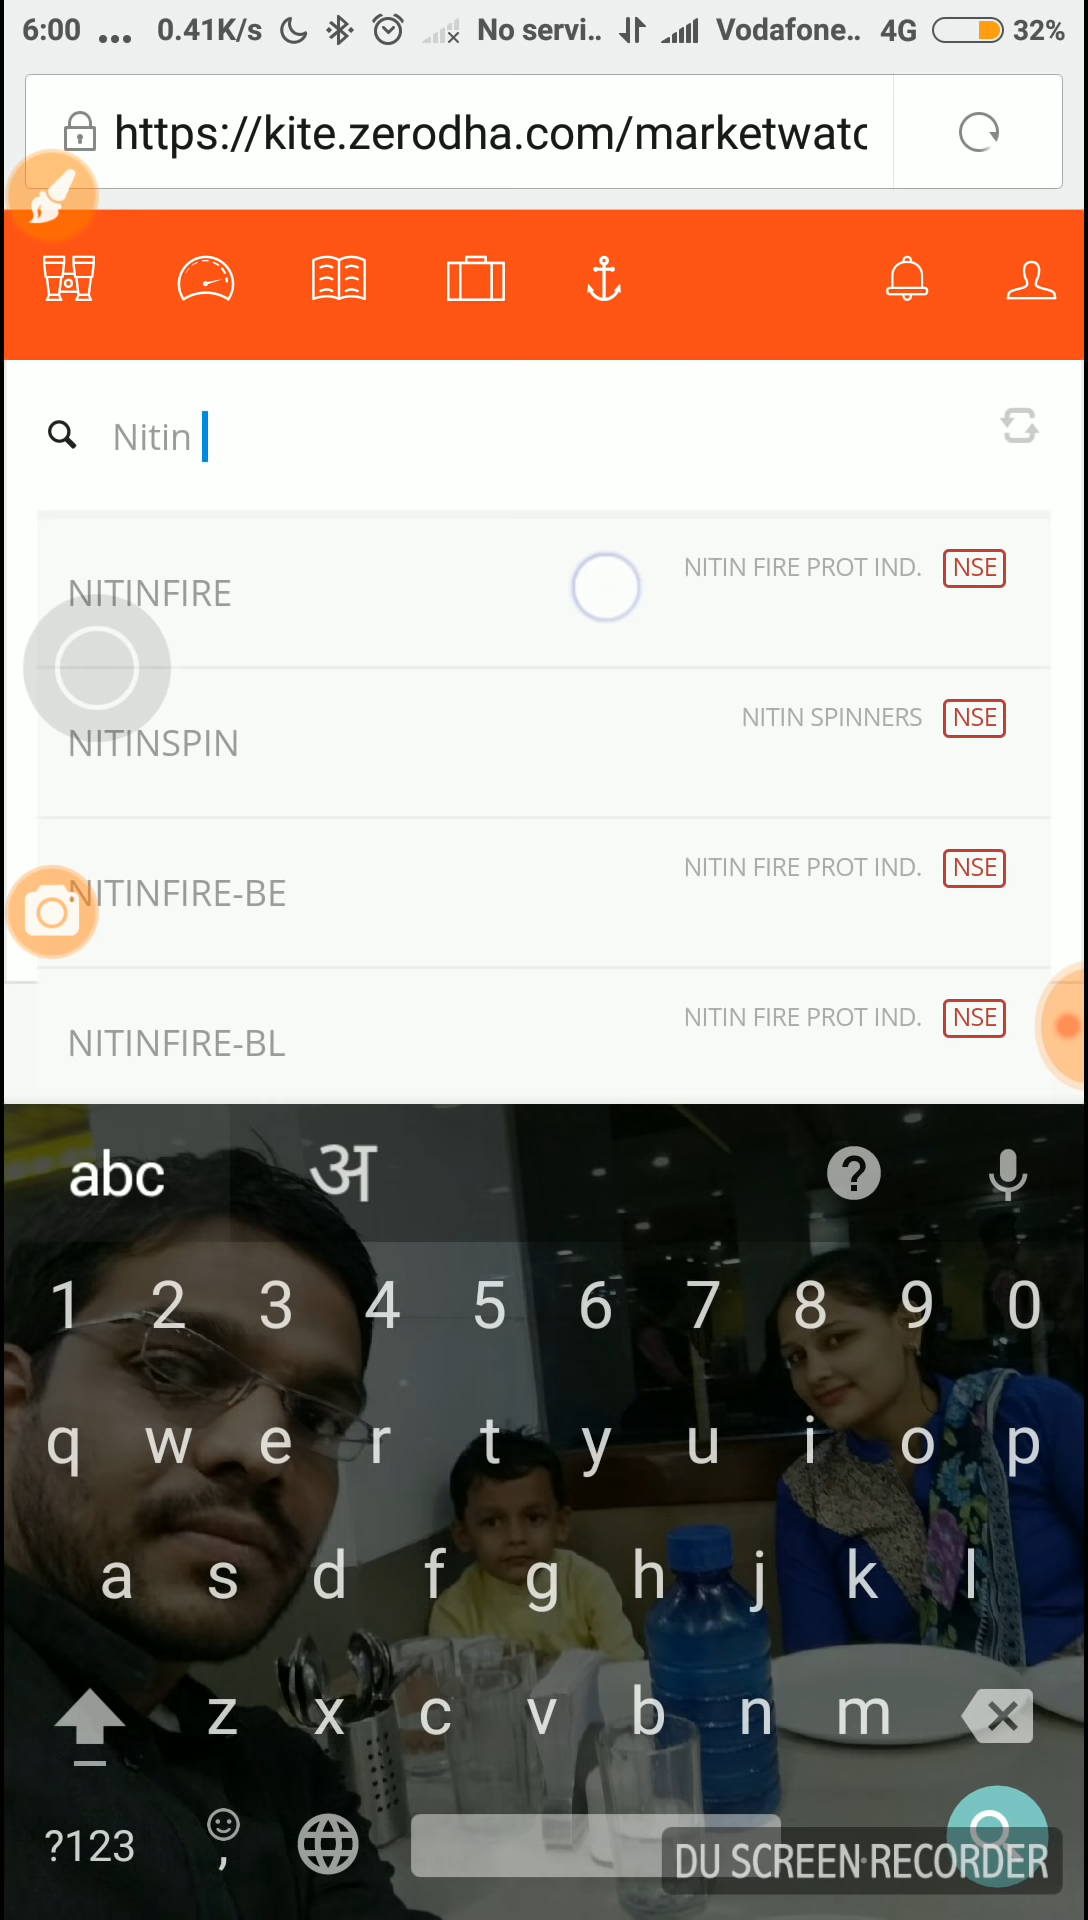 6:00 ... 0.41K/s No servi.. Vodafone.. 4G 32%
https://kite.zerodha.com/marketwatc
Nitin
NITINFIRE NITIN FIRE PROT IND. NSE
NITINSPIN NITIN SPINNERS NSE
NITINFIRE-BE NITIN FIRE PROT IND. NSE
NITINFIRE-BL NITIN FIRE PROT IND. NSE
abc अ ?
1 2 3 4 5 6 7 8 9 0
q w e r t y u i o p
a s d f g h j k l
z x c v b n m
?123 ,
DU SCREEN RECORDER